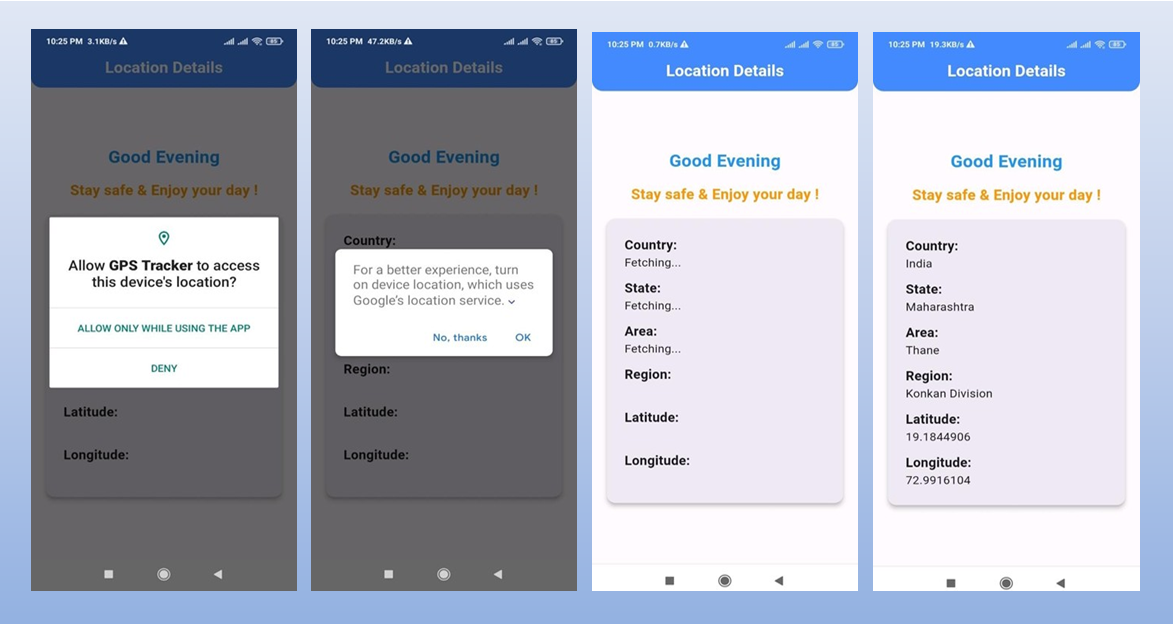 10:25 PM 3.1KB/s
85
Location Details
Good Evening
Stay safe & Enjoy your day !
Allow GPS Tracker to access
this device's location?
ALLOW ONLY WHILE USING THE APP
DENY
Latitude:
Longitude:
10:25 PM 47.2KB/s
85
Location Details
Good Evening
Stay safe & Enjoy your day !
Country:
For a better experience, turn
on device location, which uses
Google's location service.
No, thanks OK
Region:
Latitude:
Longitude:
10:25 PM 0.7KB/s
85
Location Details
Good Evening
Stay safe & Enjoy your day !
Country:
Fetching...
State:
Fetching...
Area:
Fetching...
Region:
Latitude:
Longitude:
10:25 PM 19.3KB/s
85
Location Details
Good Evening
Stay safe & Enjoy your day !
Country:
India
State:
Maharashtra
Area:
Thane
Region:
Konkan Division
Latitude:
19.1844906
Longitude:
72.9916104